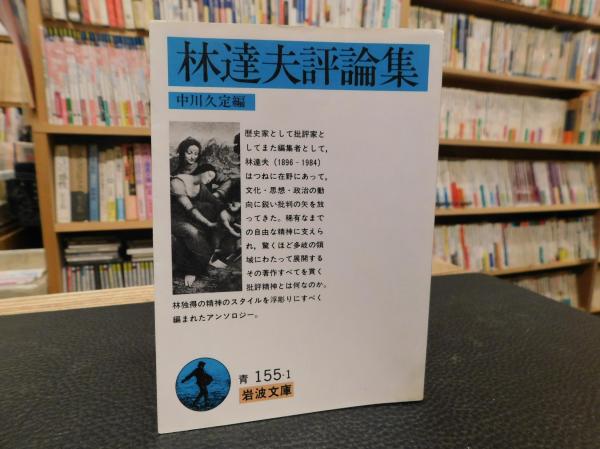 林達夫評論集
中川久定編
歴史家として批評家と
してまた編集者として,
林達夫(1896‐1984)
はつねに在野にあって,
文化・思想・政治の動
向に鋭い批判の矢を放
ってきた。稀有なまで
の自由な精神に支えら
れ,驚くほど多岐の領
域にわたって展開する
その著作すべてを貫く
批評精神とは何なのか。
林独得の精神のスタイルを浮彫りにすべく
編まれたアンソロジー。
青 155-1
岩波文庫